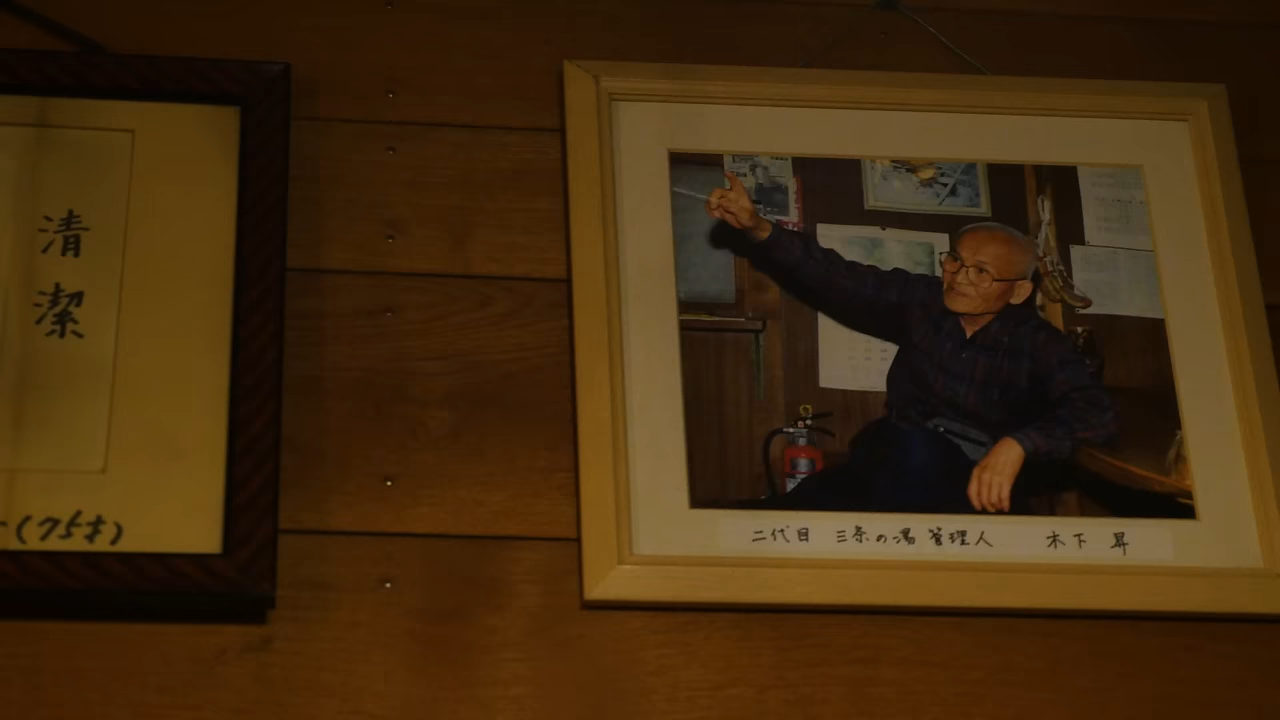 清潔
(75才)
二代目 三条の湯 管理人 木下 昇